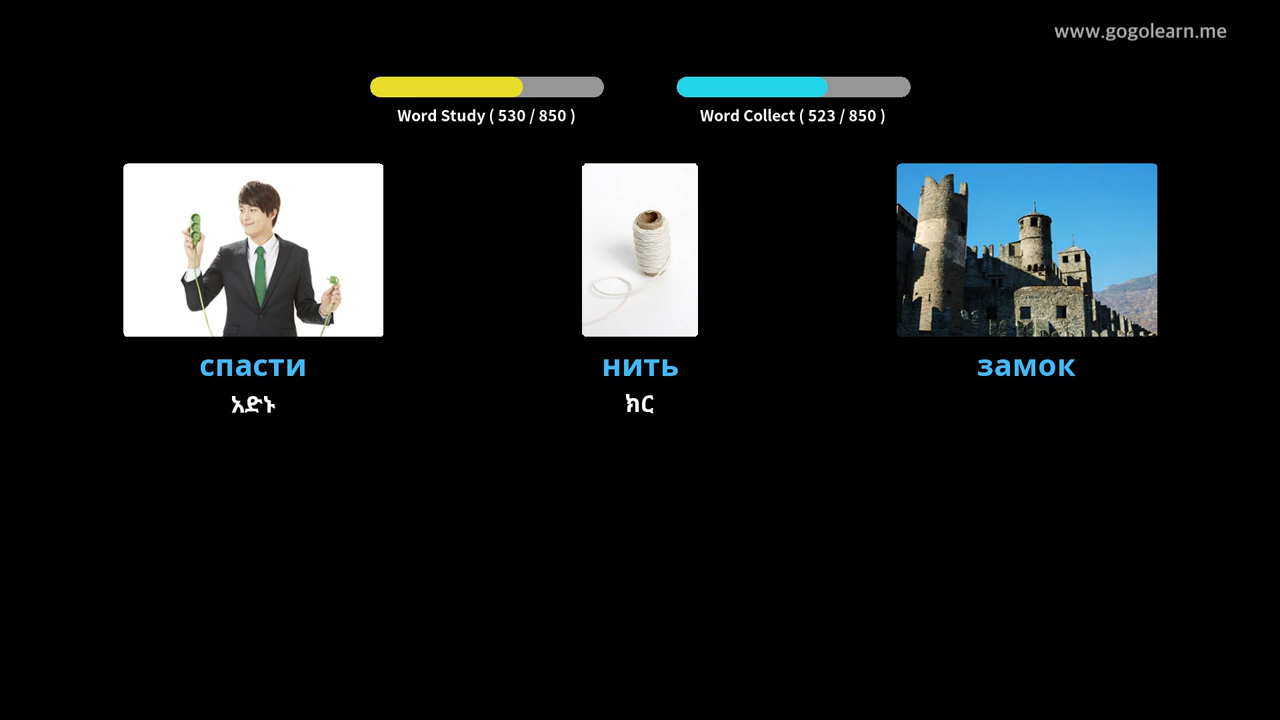 www.gogolearn.me
Word Study ( 530 / 850 )
Word Collect ( 523 / 850 )
спасти
нить
замок
አድኑ
ክር